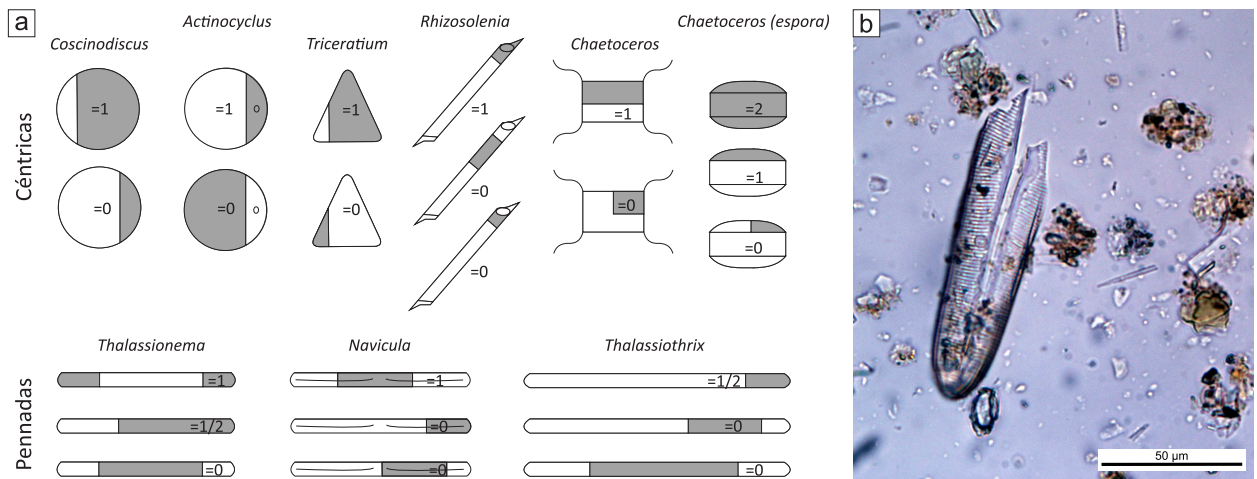 a
Coscinodiscus
Actinocyclus
Triceratium
Rhizosolenia
Chaetoceros
Chaetoceros (espora)
Céntricas
=1
=1
=1
=1
=1
=2
=0
=0
=0
=0
=0
=1
=0
=0
Pennadas
Thalassionema
Navicula
Thalassiothrix
=1
=1
=1/2
=1/2
=0
=0
=0
=0
=0
b
50 µm